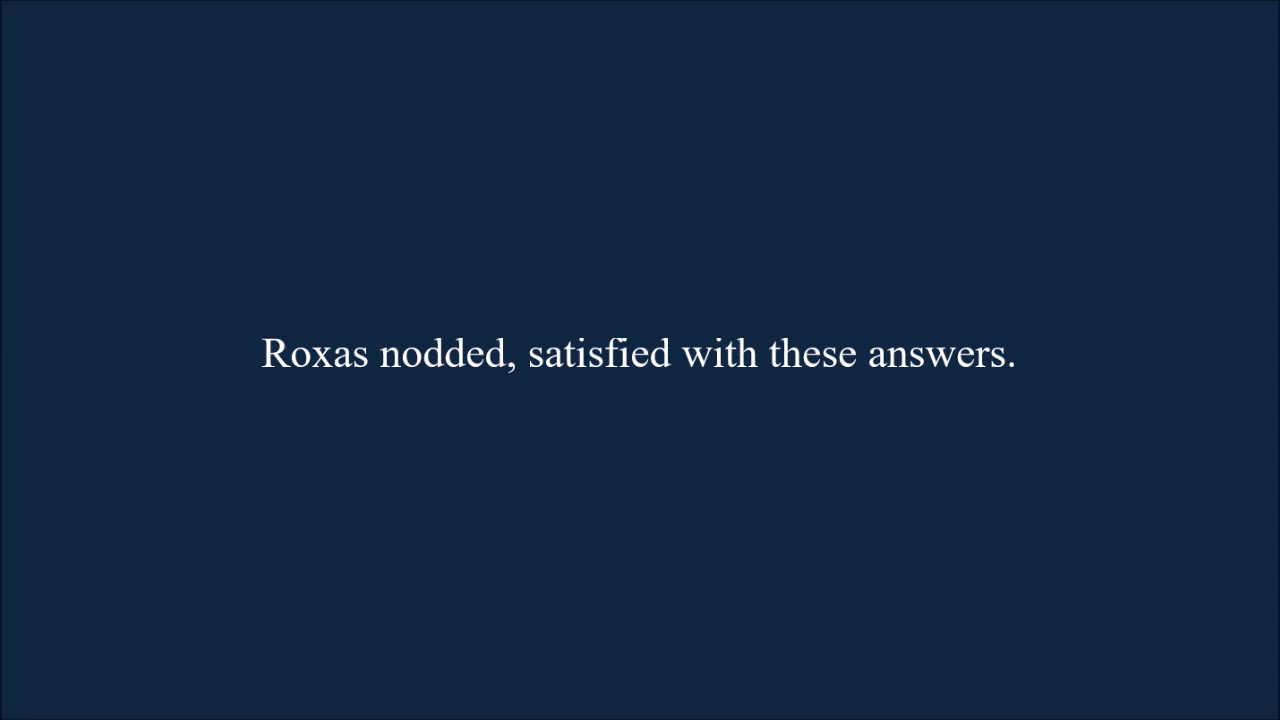 Roxas nodded, satisfied with these answers.